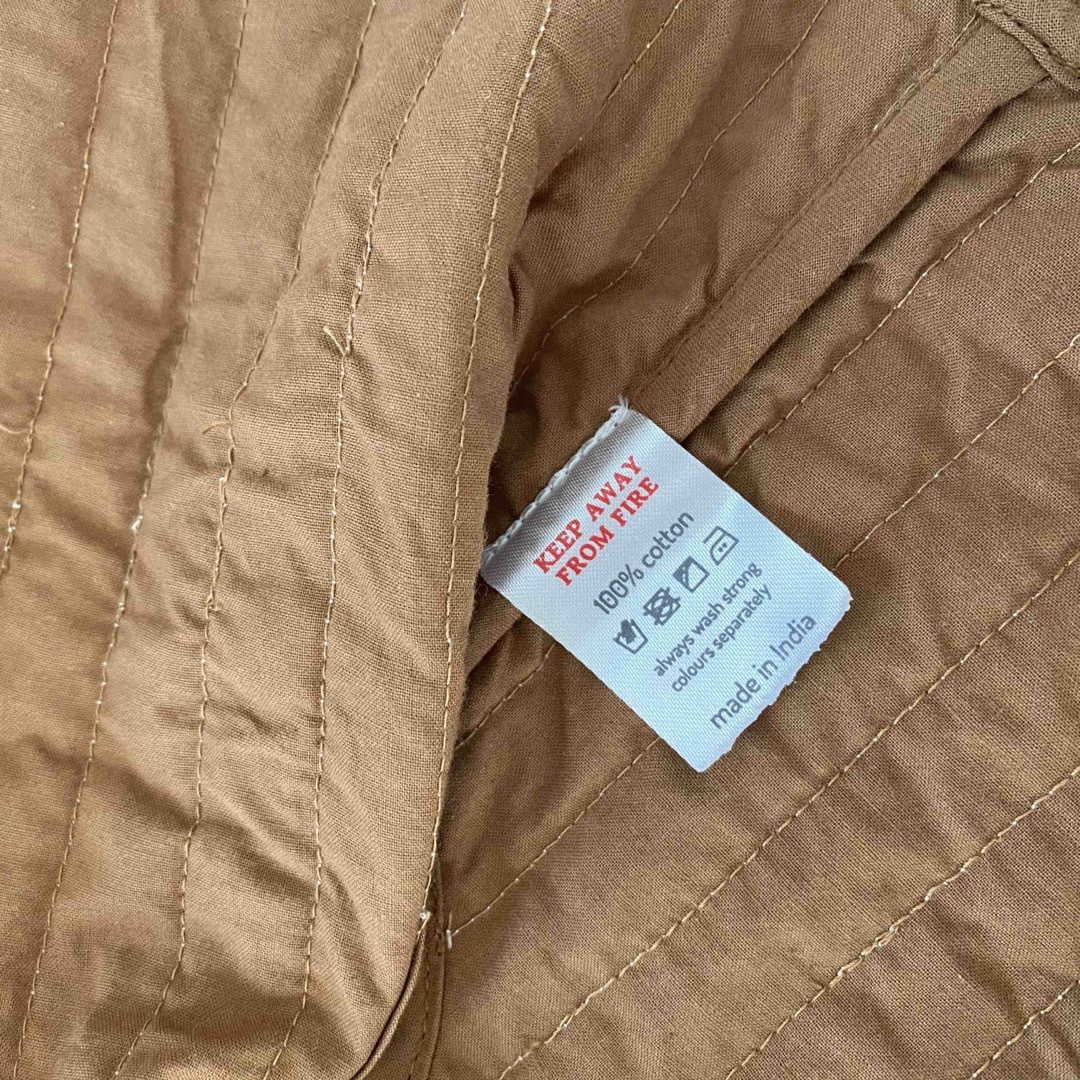 KEEP AWAY
FROM FIRE
100% cotton
always wash strong
colours separately
made in India